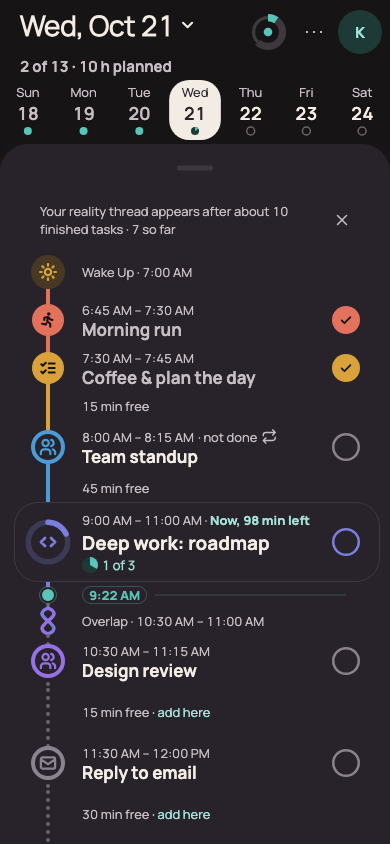 Wed, Oct 21
K
2 of 13 · 10 h planned
Sun Mon Tue Wed Thu Fri Sat
18 19 20 21 22 23 24
Your reality thread appears after about 10
finished tasks · 7 so far
Wake Up · 7:00 AM
6:45 AM – 7:30 AM
Morning run
7:30 AM – 7:45 AM
Coffee & plan the day
15 min free
8:00 AM – 8:15 AM · not done
Team standup
45 min free
9:00 AM – 11:00 AM · Now, 98 min left
Deep work: roadmap
1 of 3
9:22 AM
Overlap · 10:30 AM – 11:00 AM
10:30 AM – 11:15 AM
Design review
15 min free · add here
11:30 AM – 12:00 PM
Reply to email
30 min free · add here